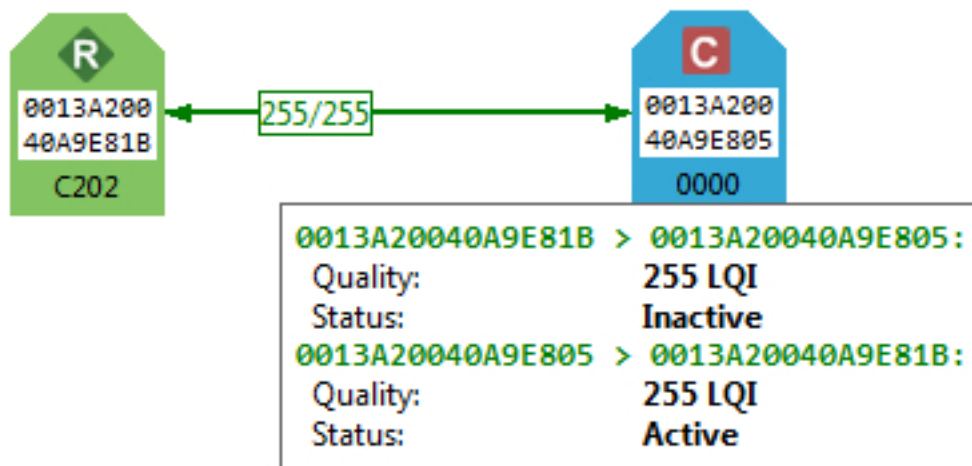 R
0013A200
40A9E81B
C202
255/255
C
0013A200
40A9E805
0000
0013A20040A9E81B > 0013A20040A9E805:
Quality: 255 LQI
Status: Inactive
0013A20040A9E805 > 0013A20040A9E81B:
Quality: 255 LQI
Status: Active